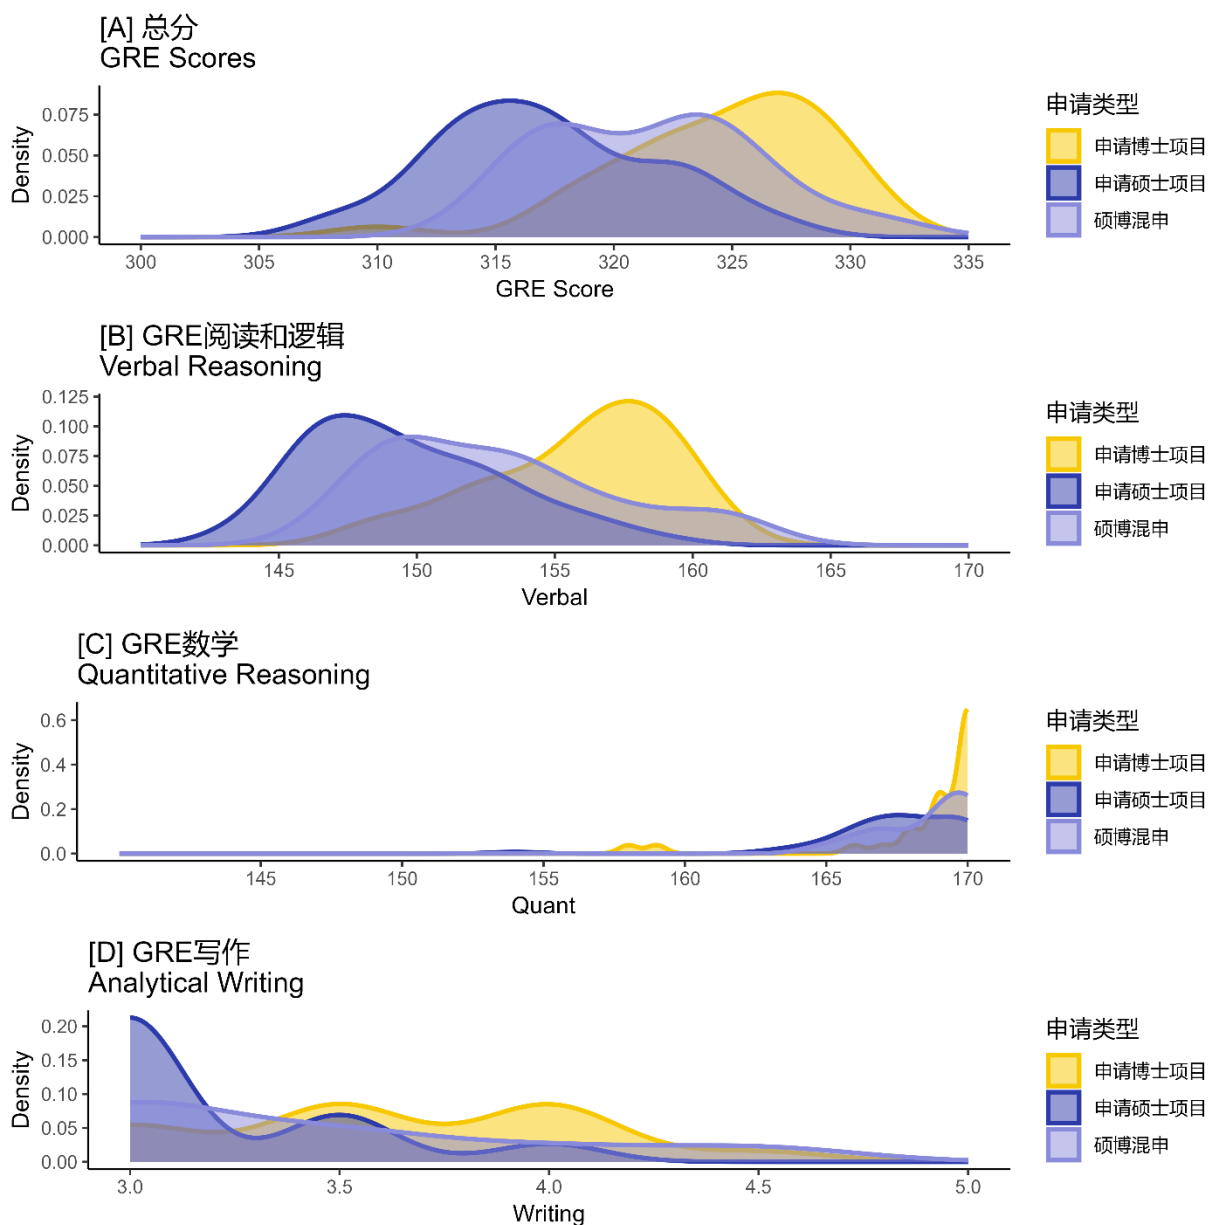 [A] 总分
GRE Scores
0.075
0.050
0.025
0.000
Density
300 305 310 315 320 325 330 335
GRE Score
申请类型
申请博士项目
申请硕士项目
硕博混申
[B] GRE阅读和逻辑
Verbal Reasoning
0.125
0.100
0.075
0.050
0.025
0.000
Density
145 150 155 160 165 170
Verbal
申请类型
申请博士项目
申请硕士项目
硕博混申
[C] GRE数学
Quantitative Reasoning
0.6
0.4
0.2
0.0
Density
145 150 155 160 165 170
Quant
申请类型
申请博士项目
申请硕士项目
硕博混申
[D] GRE写作
Analytical Writing
0.20
0.15
0.10
0.05
0.00
Density
3.0 3.5 4.0 4.5 5.0
Writing
申请类型
申请博士项目
申请硕士项目
硕博混申